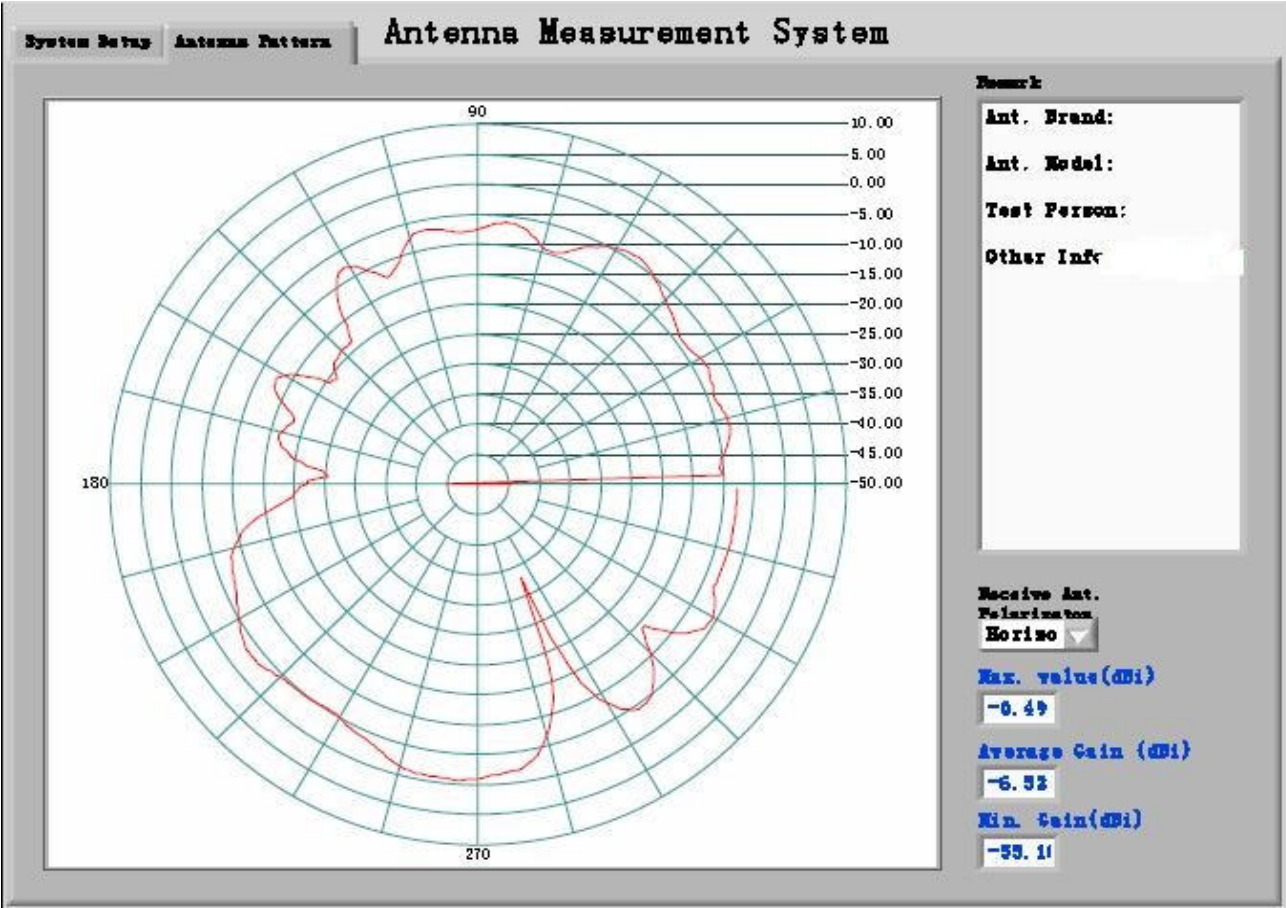 Antenna Measurement System
System Setup Antenna Pattern
Remark
Ant. Brand:
Ant. Model:
Test Person:
Other Inf
90
10.00
5.00
0.00
-5.00
-10.00
-15.00
-20.00
-25.00
-30.00
-35.00
-40.00
-45.00
-50.00
180
270
Receive Ant.
Polarizaton
Horizo
Max. value(dBi)
-0.49
Average Gain (dBi)
Min. Gain(dBi)